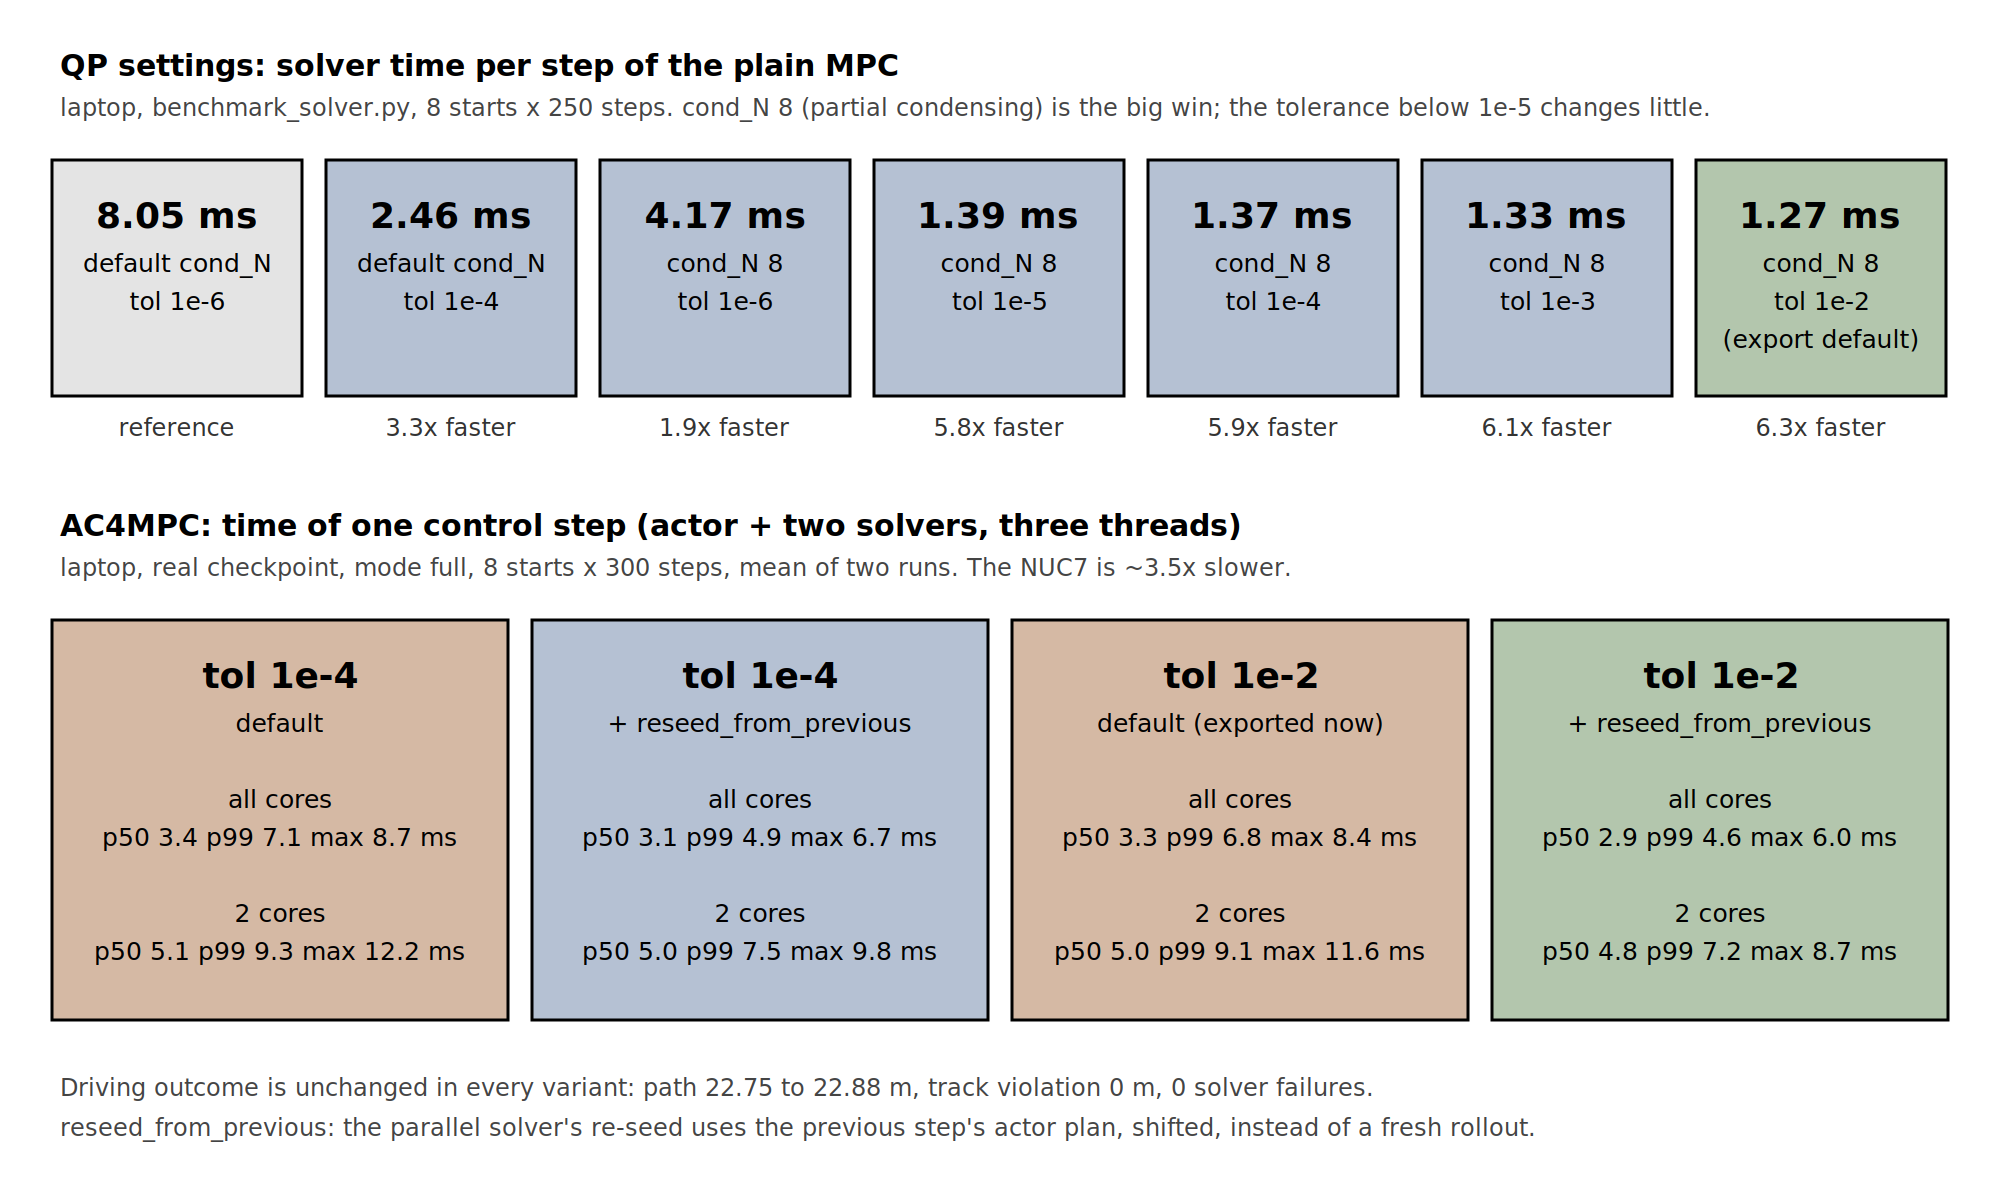 QP settings: solver time per step of the plain MPC
laptop, benchmark_solver.py, 8 starts x 250 steps. cond_N 8 (partial condensing) is the big win; the tolerance below 1e-5 changes little.
8.05 ms
default cond_N
tol 1e-6
reference
2.46 ms
default cond_N
tol 1e-4
3.3x faster
4.17 ms
cond_N 8
tol 1e-6
1.9x faster
1.39 ms
cond_N 8
tol 1e-5
5.8x faster
1.37 ms
cond_N 8
tol 1e-4
5.9x faster
1.33 ms
cond_N 8
tol 1e-3
6.1x faster
1.27 ms
cond_N 8
tol 1e-2
(export default)
6.3x faster
AC4MPC: time of one control step (actor + two solvers, three threads)
laptop, real checkpoint, mode full, 8 starts x 300 steps, mean of two runs. The NUC7 is ~3.5x slower.
tol 1e-4
default
all cores
p50 3.4 p99 7.1 max 8.7 ms
2 cores
p50 5.1 p99 9.3 max 12.2 ms
tol 1e-4
+ reseed_from_previous
all cores
p50 3.1 p99 4.9 max 6.7 ms
2 cores
p50 5.0 p99 7.5 max 9.8 ms
tol 1e-2
default (exported now)
all cores
p50 3.3 p99 6.8 max 8.4 ms
2 cores
p50 5.0 p99 9.1 max 11.6 ms
tol 1e-2
+ reseed_from_previous
all cores
p50 2.9 p99 4.6 max 6.0 ms
2 cores
p50 4.8 p99 7.2 max 8.7 ms
Driving outcome is unchanged in every variant: path 22.75 to 22.88 m, track violation 0 m, 0 solver failures.
reseed_from_previous: the parallel solver's re-seed uses the previous step's actor plan, shifted, instead of a fresh rollout.